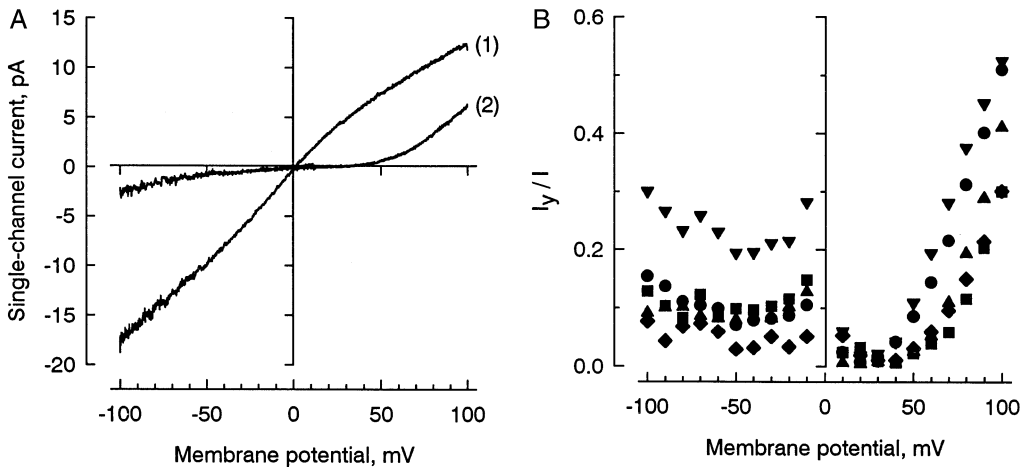 A
B
Single-channel current, pA
15
10
5
0
-5
-10
-15
-20
(1)
(2)
-100 -50 0 50 100
Membrane potential, mV
Iy / I
0.6
0.4
0.2
0.0
-100 -50 0 50 100
Membrane potential, mV